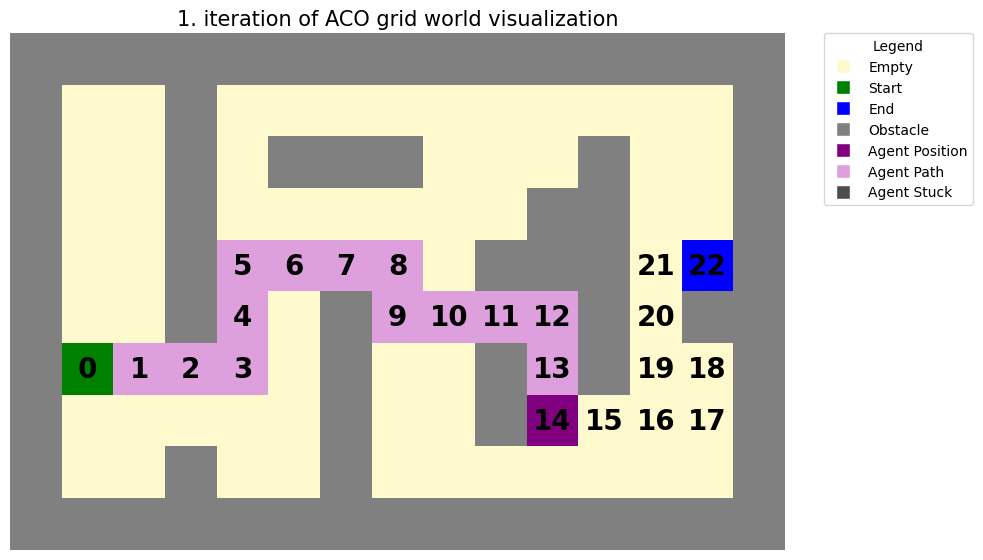 1. iteration of ACO grid world visualization
Legend
Empty
Start
End
Obstacle
Agent Position
Agent Path
Agent Stuck
5 6 7 8 21 22
4 9 10 11 12 20
0 1 2 3 13 19 18
14 15 16 17